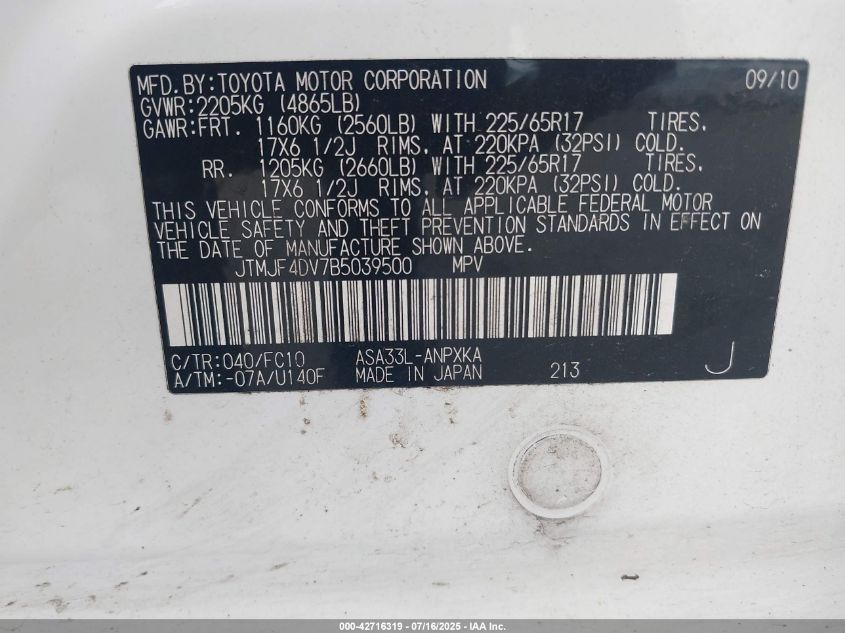 MFD.BY:TOYOTA MOTOR CORPORATION 09/10
GVWR:2205KG (4865LB)
GAWR:FRT. 1160KG (2560LB) WITH 225/65R17 TIRES.
17X6 1/2J RIMS. AT 220KPA (32PSI) COLD.
RR. 1205KG (2660LB) WITH 225/65R17 TIRES.
17X6 1/2J RIMS. AT 220KPA (32PSI) COLD.
THIS VEHICLE CONFORMS TO ALL APPLICABLE FEDERAL MOTOR
VEHICLE SAFETY AND THEFT PREVENTION STANDARDS IN EFFECT ON
THE DATE OF MANUFACTURE SHOWN ABOVE.
JTMJF4DV7B5039500 MPV
C/TR:040/FC10 ASA33L-ANPXKA
A/TM:-07A/U140F MADE IN JAPAN 213 J
000-42716319 - 07/16/2025 - IAA Inc.